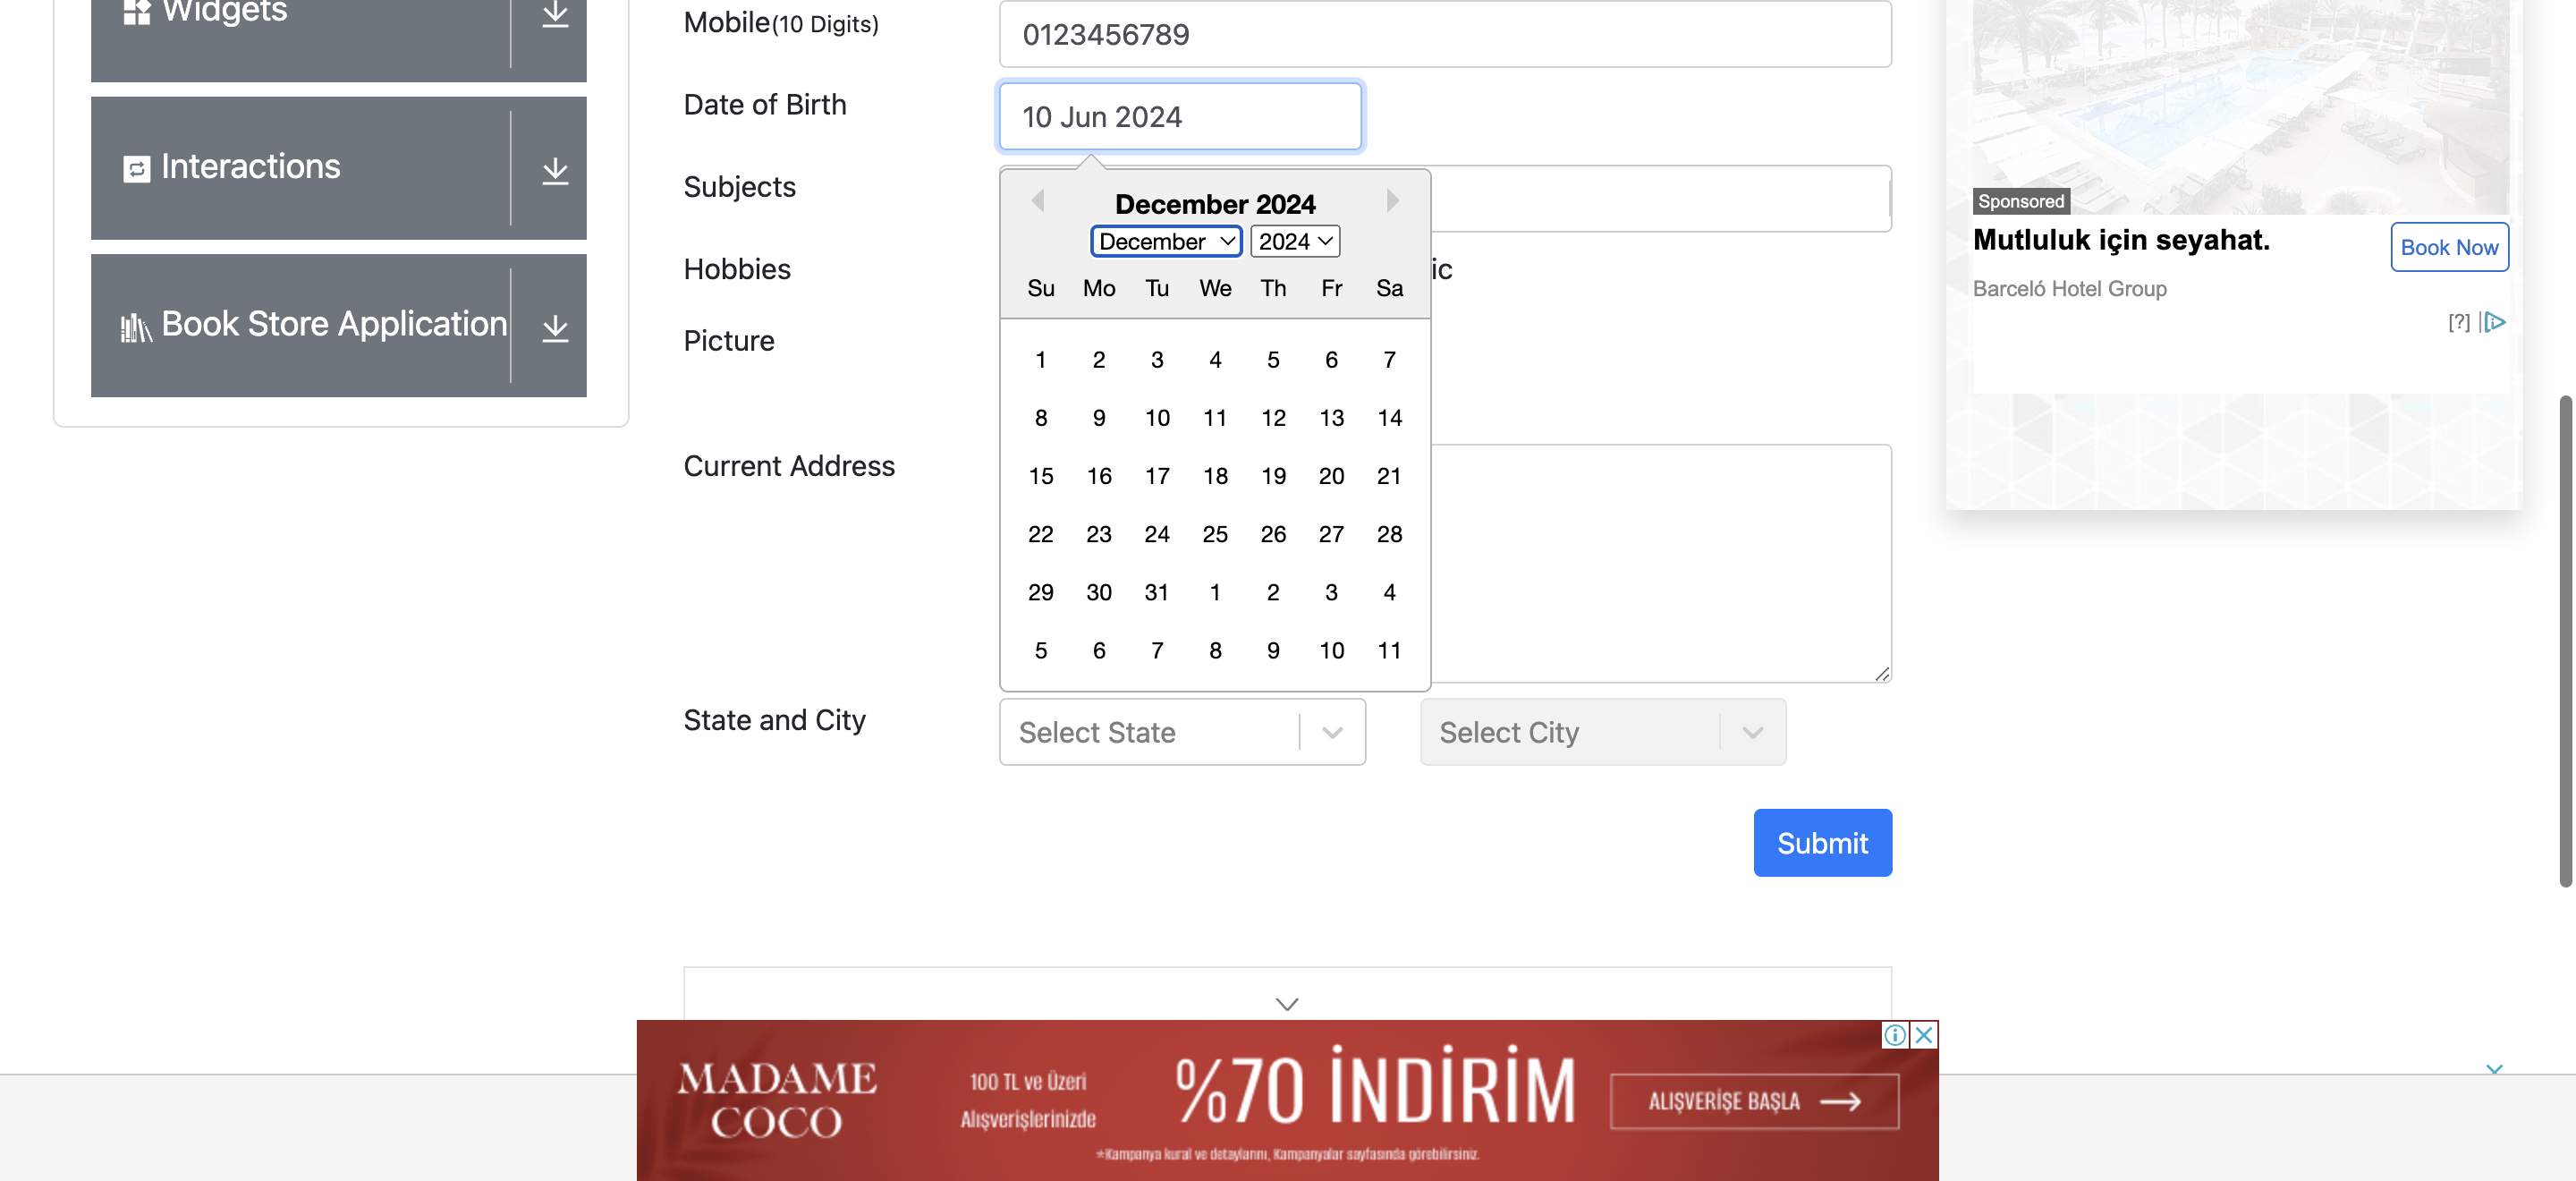 Widgets
Interactions
Book Store Application
Mobile(10 Digits)
0123456789
Date of Birth
10 Jun 2024
Subjects
Hobbies
ic
Picture
Current Address
December 2024
December 2024
Su Mo Tu We Th Fr Sa
1 2 3 4 5 6 7
8 9 10 11 12 13 14
15 16 17 18 19 20 21
22 23 24 25 26 27 28
29 30 31 1 2 3 4
5 6 7 8 9 10 11
State and City
Select State
Select City
Submit
Sponsored
Mutluluk için seyahat.
Book Now
Barceló Hotel Group
[?]
MADAME
COCO
100 TL ve Üzeri
Alışverişlerinizde
%70 İNDİRİM
ALIŞVERİŞE BAŞLA
*Kampanya kural ve detaylarını, Kampanyalar sayfasında görebilirsiniz.